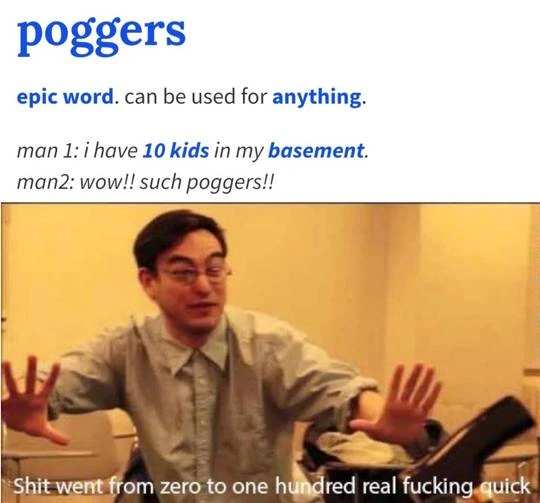 poggers
epic word. can be used for anything.
man 1: i have 10 kids in my basement.
man2: wow!! such poggers!!
Shit went from zero to one hundred real fucking quick